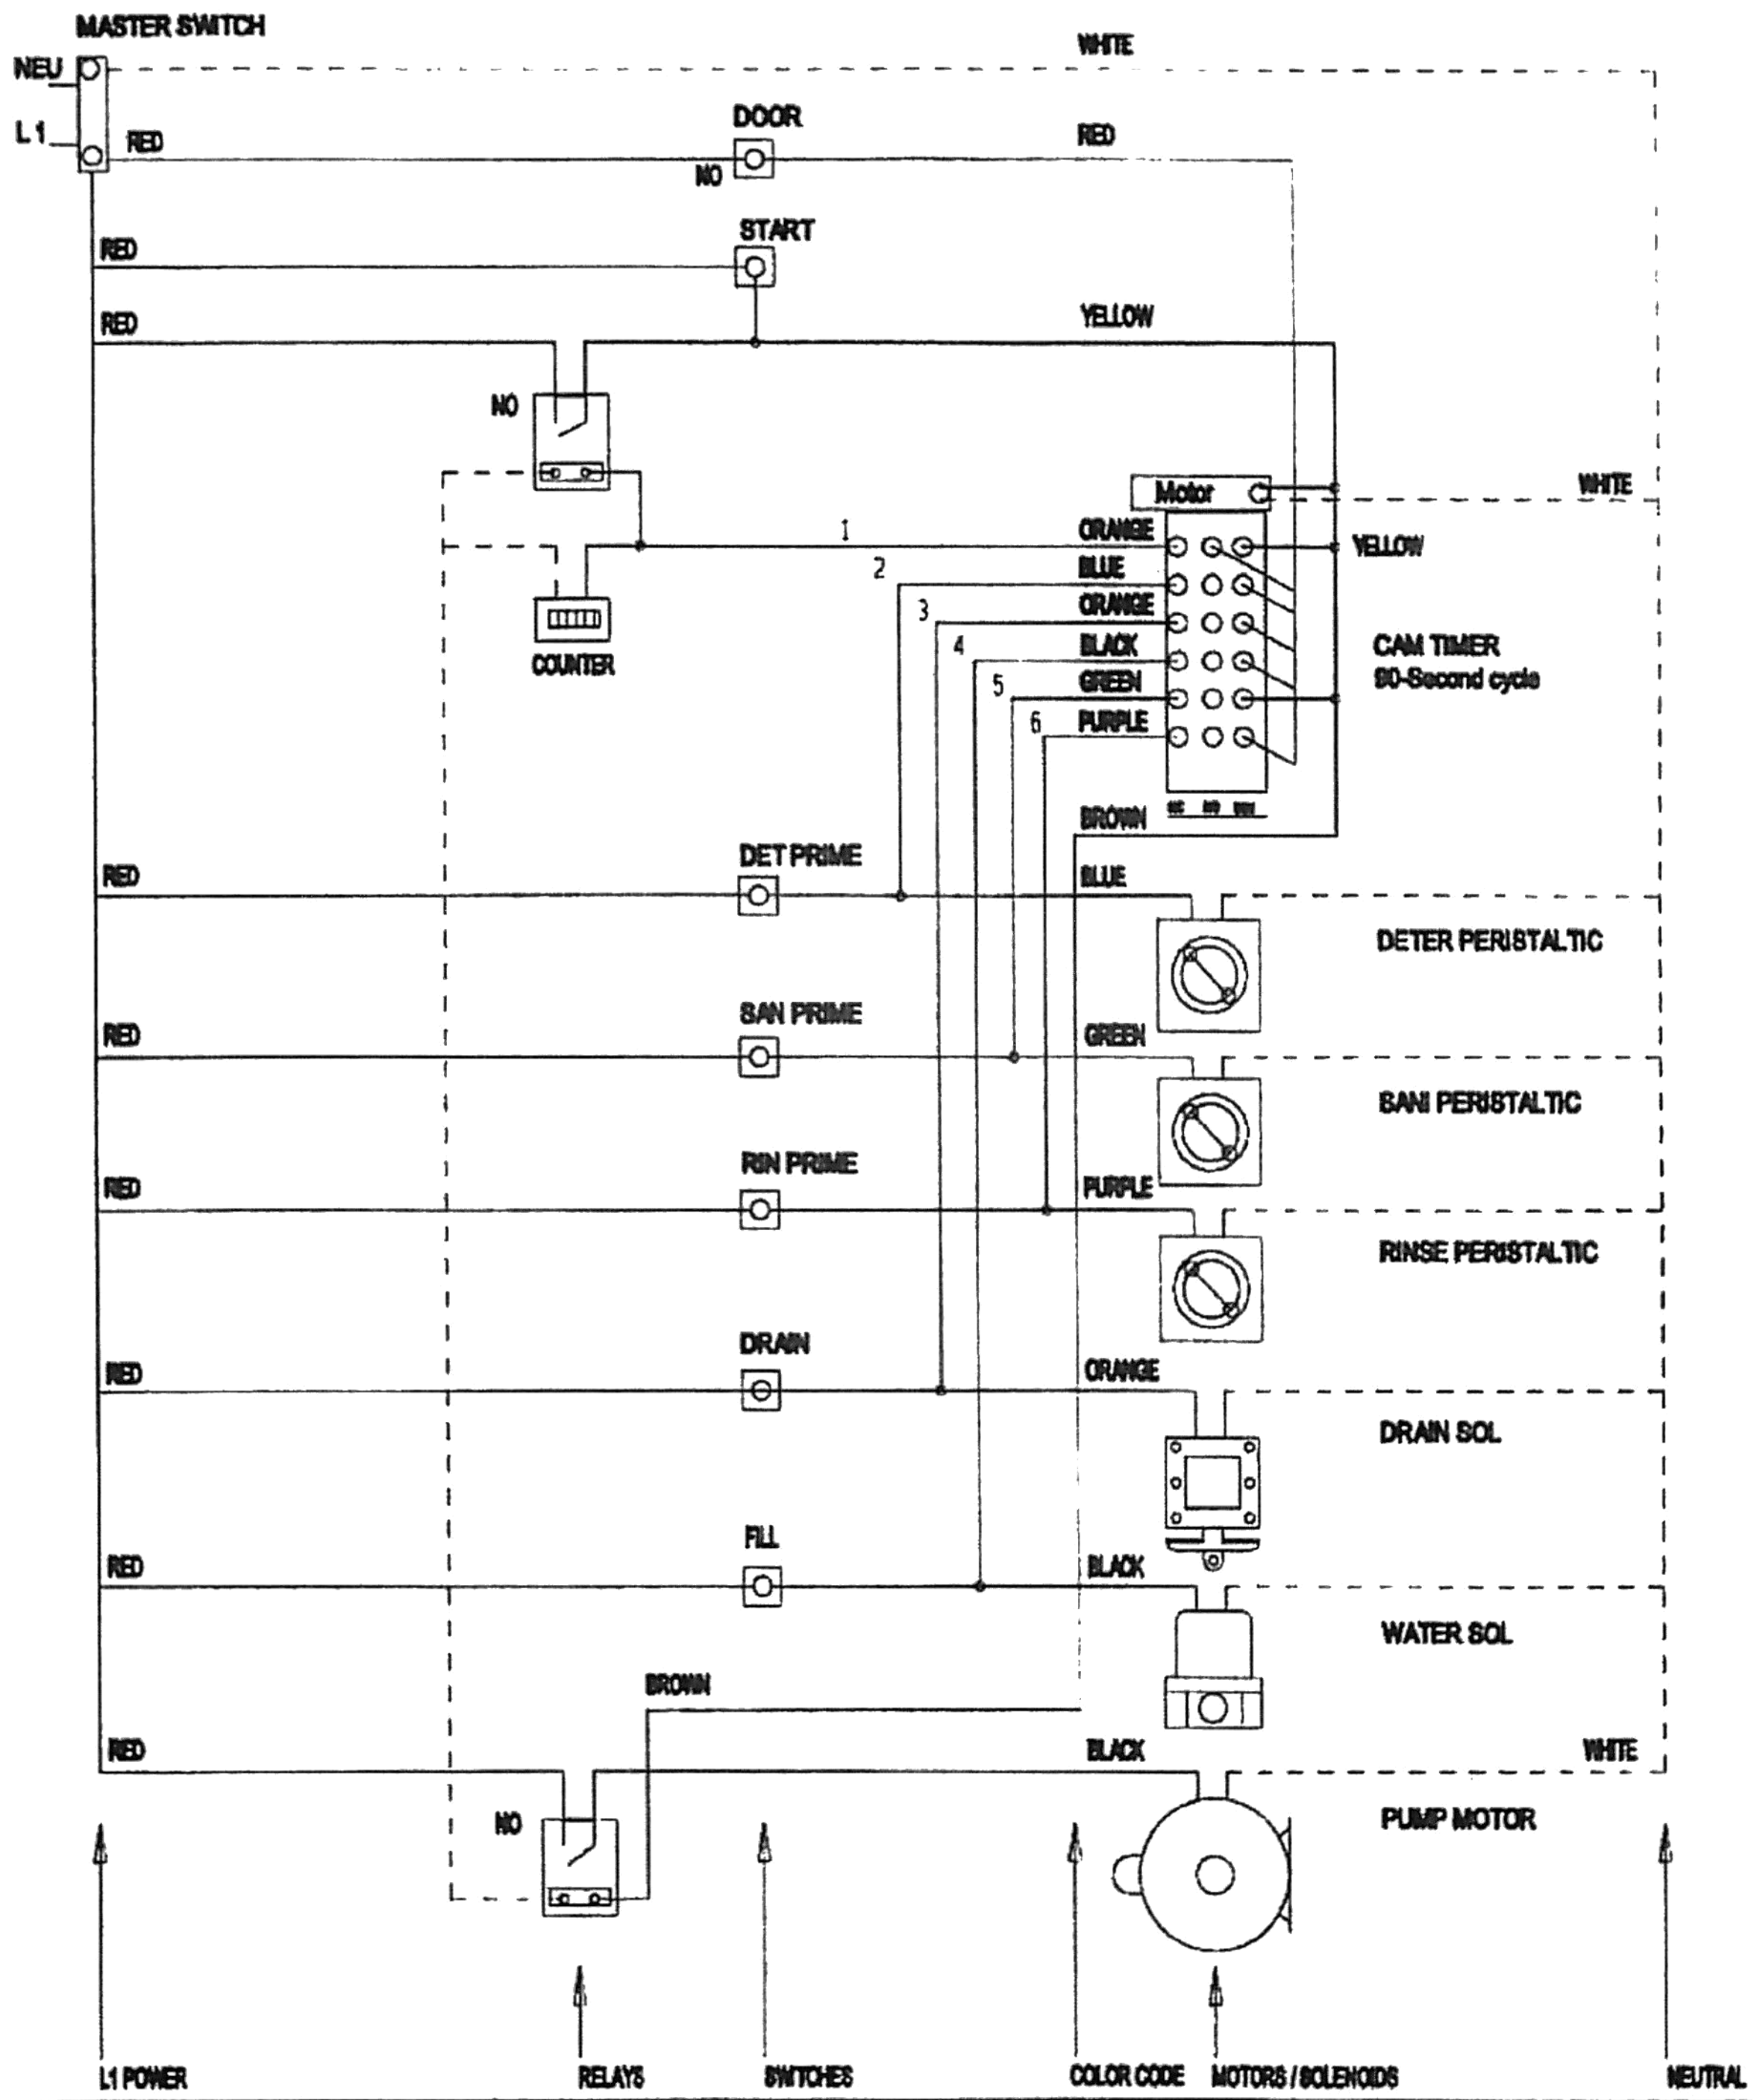 MASTER SWITCH
NEU
WHITE
L1
RED
DOOR
RED
NO
START
RED
RED
YELLOW
NO
Motor
WHITE
1
ORANGE
YELLOW
2
BLUE
3
ORANGE
4
BLACK
CAM TIMER
COUNTER
5
GREEN
90-Second cycle
6
PURPLE
BROWN
DET PRIME
RED
BLUE
DETER PERISTALTIC
SAN PRIME
RED
GREEN
SANI PERISTALTIC
RIN PRIME
RED
PURPLE
RINSE PERISTALTIC
DRAIN
RED
ORANGE
DRAIN SOL
FILL
RED
BLACK
WATER SOL
BROWN
RED
BLACK
WHITE
NO
PUMP MOTOR
L1 POWER
RELAYS
SWITCHES
COLOR CODE
MOTORS / SOLENOIDS
NEUTRAL